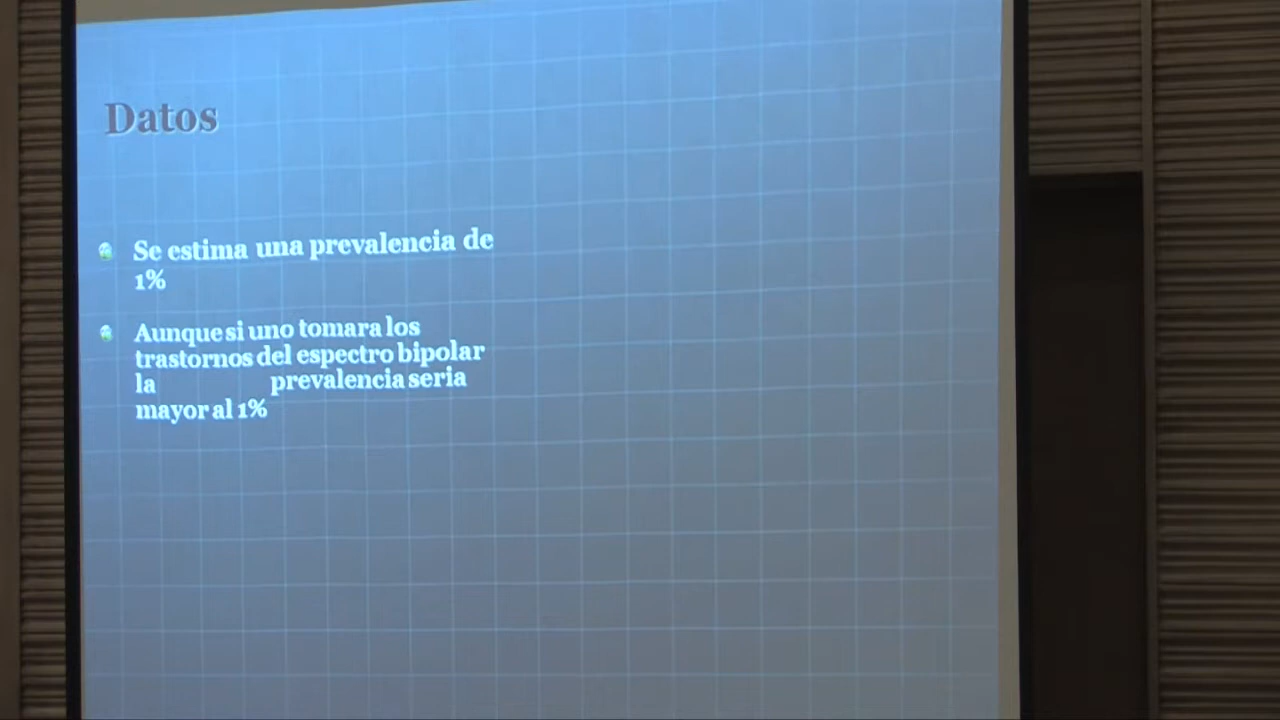 Datos
Se estima una prevalencia de
1%
Aunque si uno tomara los
trastornos del espectro bipolar
la prevalencia seria
mayor al 1%